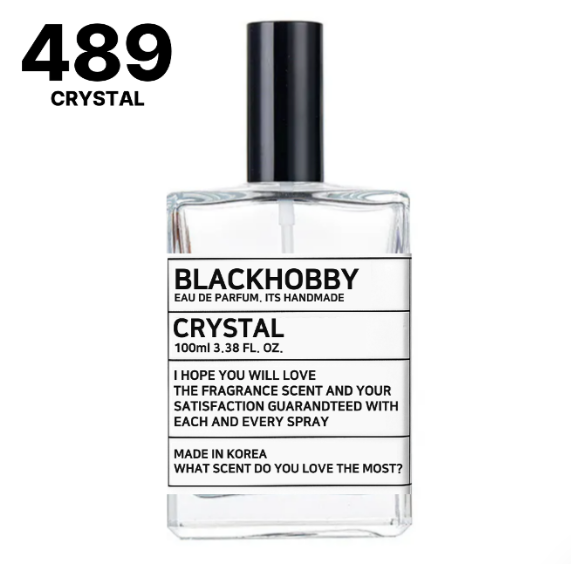 489
CRYSTAL
BLACKHOBBY
EAU DE PARFUM, ITS HANDMADE
CRYSTAL
100ml 3.38 FL. OZ.
I HOPE YOU WILL LOVE
THE FRAGRANCE SCENT AND YOUR
SATISFACTION GUARANDTEED WITH
EACH AND EVERY SPRAY
MADE IN KOREA
WHAT SCENT DO YOU LOVE THE MOST?